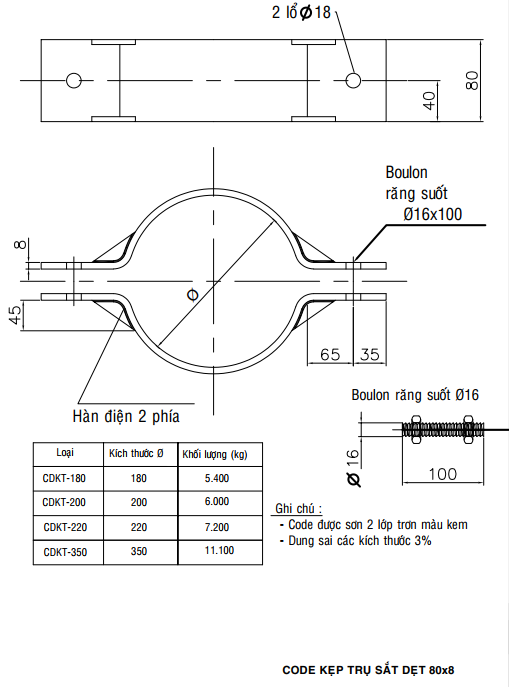 2 lổ Ø 18
80
40
Boulon
răng suốt
Ø16x100
8
Ø
45
65
35
Boulon răng suốt Ø16
Hàn điện 2 phía
Ø 16
100
Loại Kích thước Ø Khối lượng (kg)
CDKT-180 180 5.400
CDKT-200 200 6.000
CDKT-220 220 7.200
CDKT-350 350 11.100
Ghi chú :
- Code được sơn 2 lớp trơn màu kem
- Dung sai các kích thước 3%
CODE KẸP TRỤ SẮT DẸT 80x8